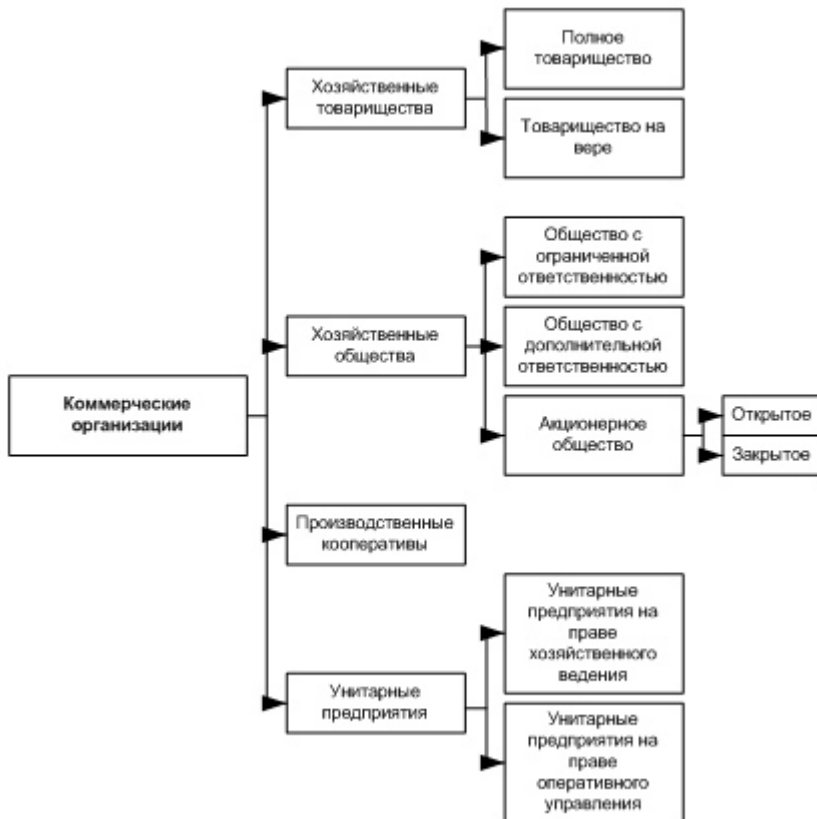 Полное
товарищество
Хозяйственные
товарищества
Товарищество на
вере
Общество с
ограниченной
ответственностью
Хозяйственные
общества
Общество с
дополнительной
ответственностью
Коммерческие
организации
Акционерное
общество
Открытое
Закрытое
Производственные
кооперативы
Унитарные
предприятия на
праве
хозяйственного
ведения
Унитарные
предприятия
Унитарные
предприятия на
праве
оперативного
управления